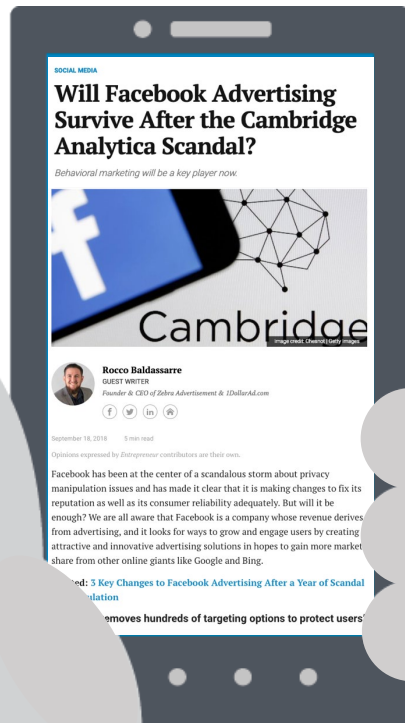 SOCIAL MEDIA
Will Facebook Advertising
Survive After the Cambridge
Analytica Scandal?
Behavioral marketing will be a key player now.
Cambridge
Image credit: Chesnot | Getty Images
Rocco Baldassarre
GUEST WRITER
Founder & CEO of Zebra Advertisement & 1DollarAd.com
September 18, 2018 5 min read
Opinions expressed by Entrepreneur contributors are their own.
Facebook has been at the center of a scandalous storm about privacy
manipulation issues and has made it clear that it is making changes to fix its
reputation as well as its consumer reliability adequately. But will it be
enough? We are all aware that Facebook is a company whose revenue derives
from advertising, and it looks for ways to grow and engage users by creating
attractive and innovative advertising solutions in hopes to gain more market
share from other online giants like Google and Bing.
3 Key Changes to Facebook Advertising After a Year of Scandal
hundreds of targeting options to protect users'